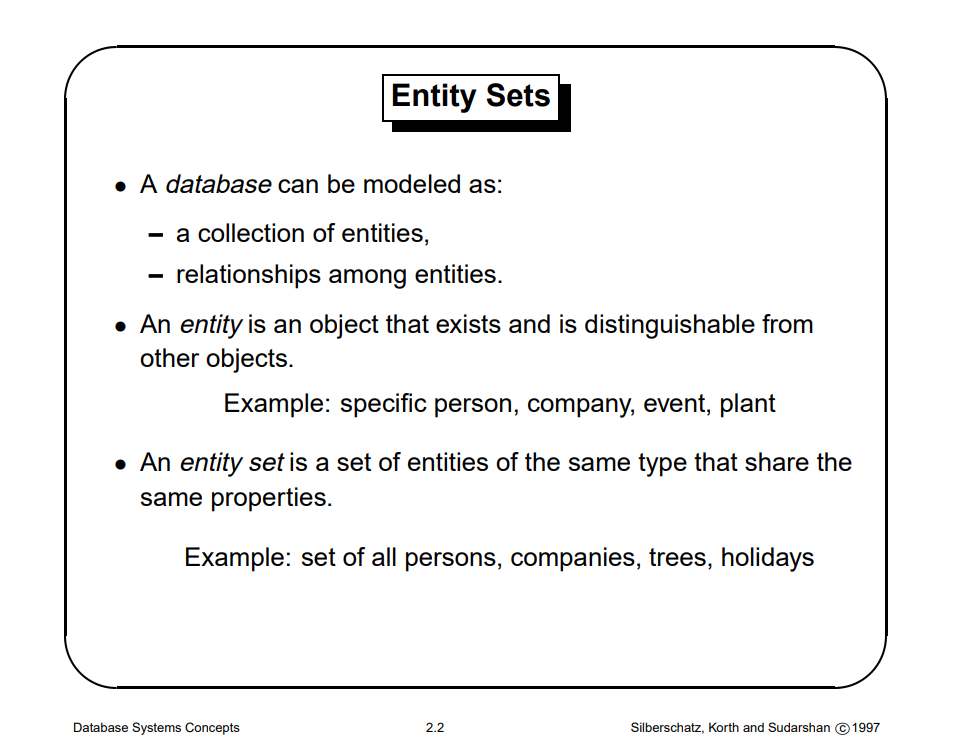 Entity Sets
● A database can be modeled as:
– a collection of entities,
– relationships among entities.
● An entity is an object that exists and is distinguishable from
other objects.
Example: specific person, company, event, plant
● An entity set is a set of entities of the same type that share the
same properties.
Example: set of all persons, companies, trees, holidays
Database Systems Concepts 2.2 Silberschatz, Korth and Sudarshan ©1997